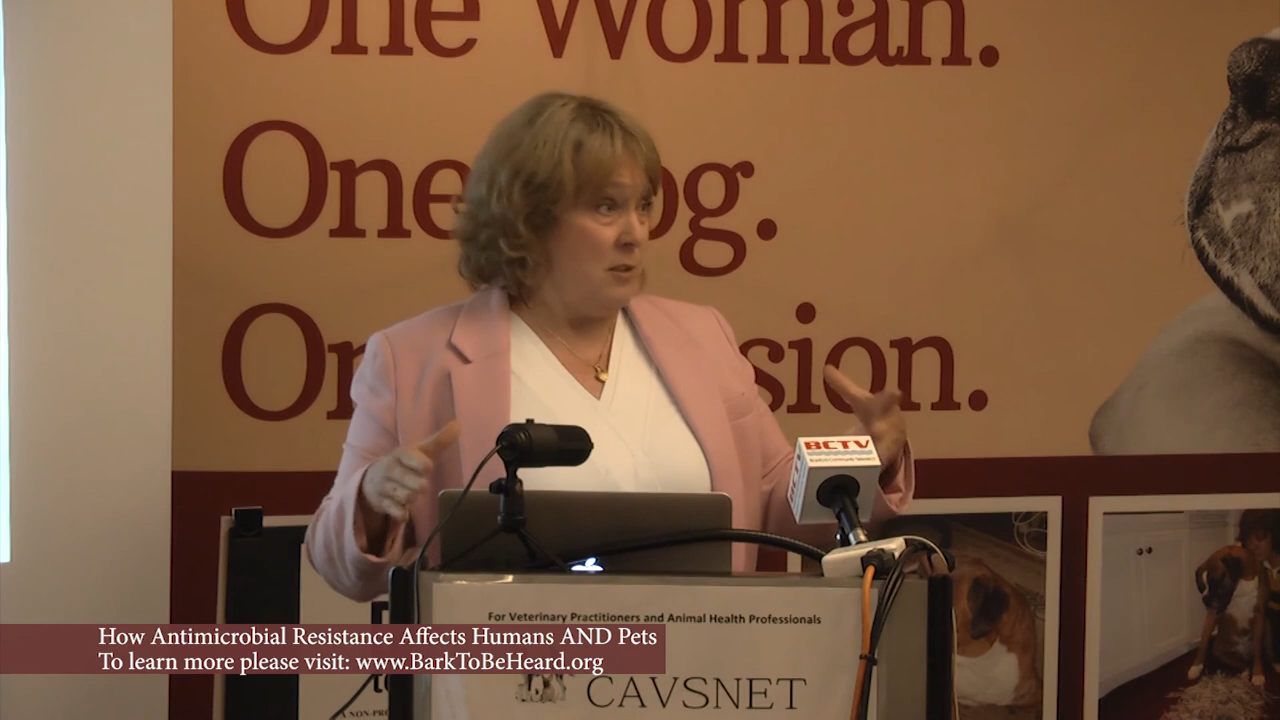 One Woman.
One og.
On sion.
BCTV
For Veterinary Practitioners and Animal Health Professionals
How Antimicrobial Resistance Affects Humans AND Pets
To learn more please visit: www.BarkToBeHeard.org
CAVSNET